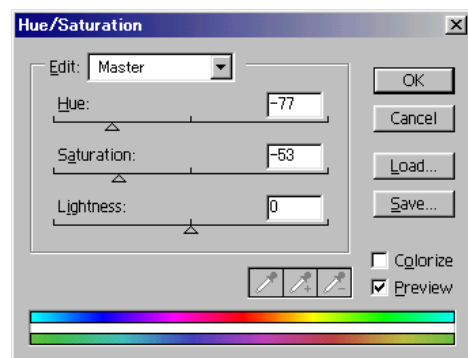 Hue/Saturation
Edit: Master
Hue: -77
Saturation: -53
Lightness: 0
OK
Cancel
Load...
Save...
Colorize
Preview